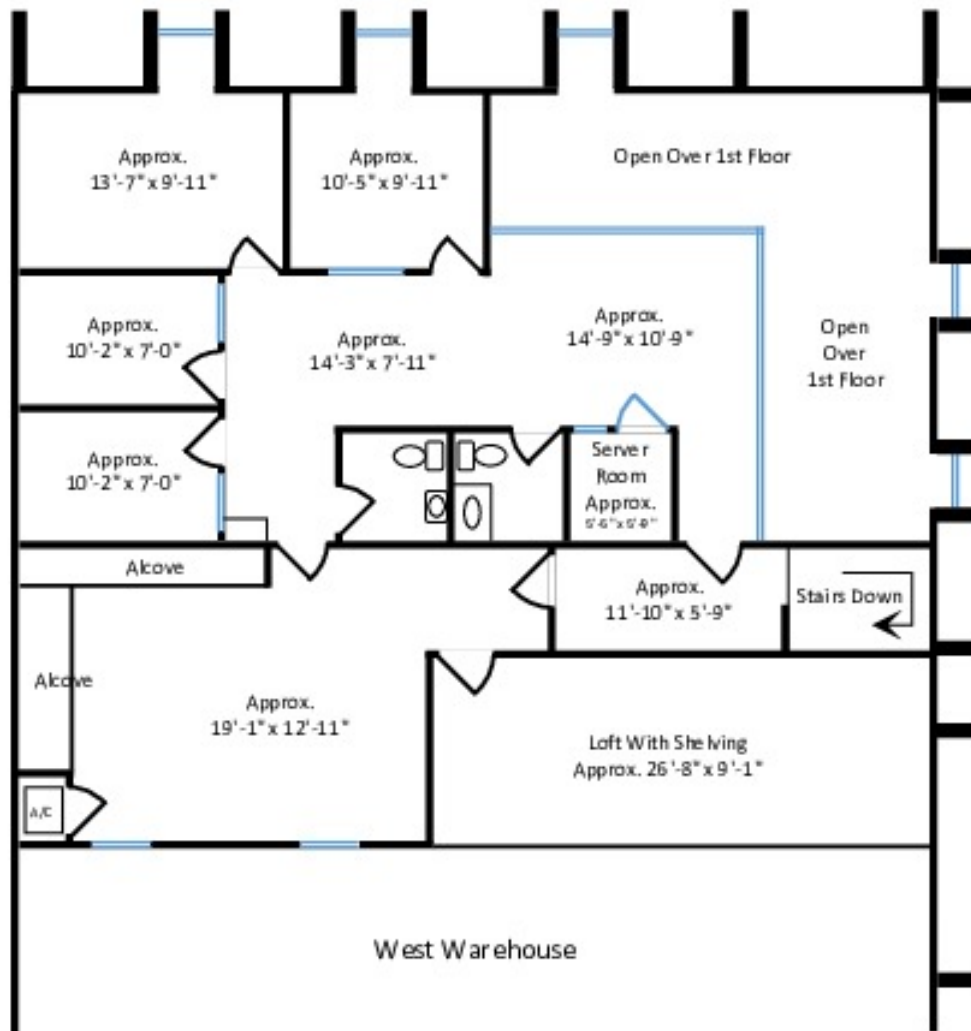 Approx.
13'-7" x 9'-11"
Approx.
10'-5" x 9'-11"
Open Over 1st Floor
Approx.
10'-2" x 7'-0"
Approx.
14'-3" x 7'-11"
Approx.
14'-9" x 10'-9"
Open
Over
1st Floor
Approx.
10'-2" x 7'-0"
Server
Room
Approx.
Alcove
Approx.
11'-10" x 5'-9"
Stairs Down
Alcove
Approx.
19'-1" x 12'-11"
Loft With Shelving
Approx. 26'-8" x 9'-1"
A/C
West Warehouse